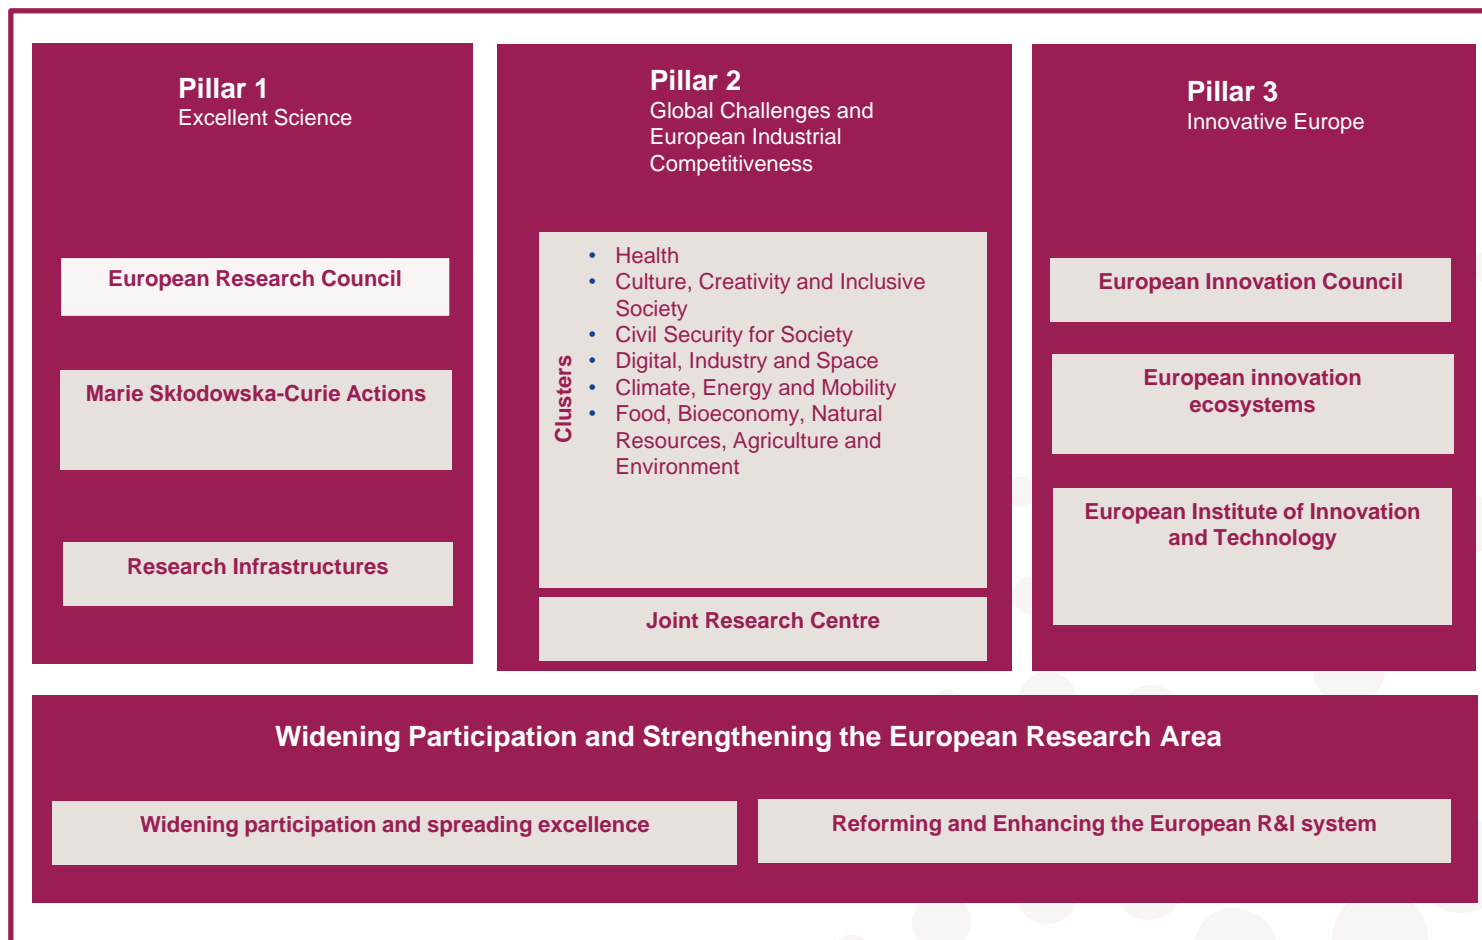 Pillar 1
Excellent Science
European Research Council
Marie Skłodowska-Curie Actions
Research Infrastructures
Pillar 2
Global Challenges and
European Industrial
Competitiveness
Clusters
• Health
• Culture, Creativity and Inclusive
Society
• Civil Security for Society
• Digital, Industry and Space
• Climate, Energy and Mobility
• Food, Bioeconomy, Natural
Resources, Agriculture and
Environment
Joint Research Centre
Pillar 3
Innovative Europe
European Innovation Council
European innovation
ecosystems
European Institute of Innovation
and Technology
Widening Participation and Strengthening the European Research Area
Widening participation and spreading excellence
Reforming and Enhancing the European R&I system